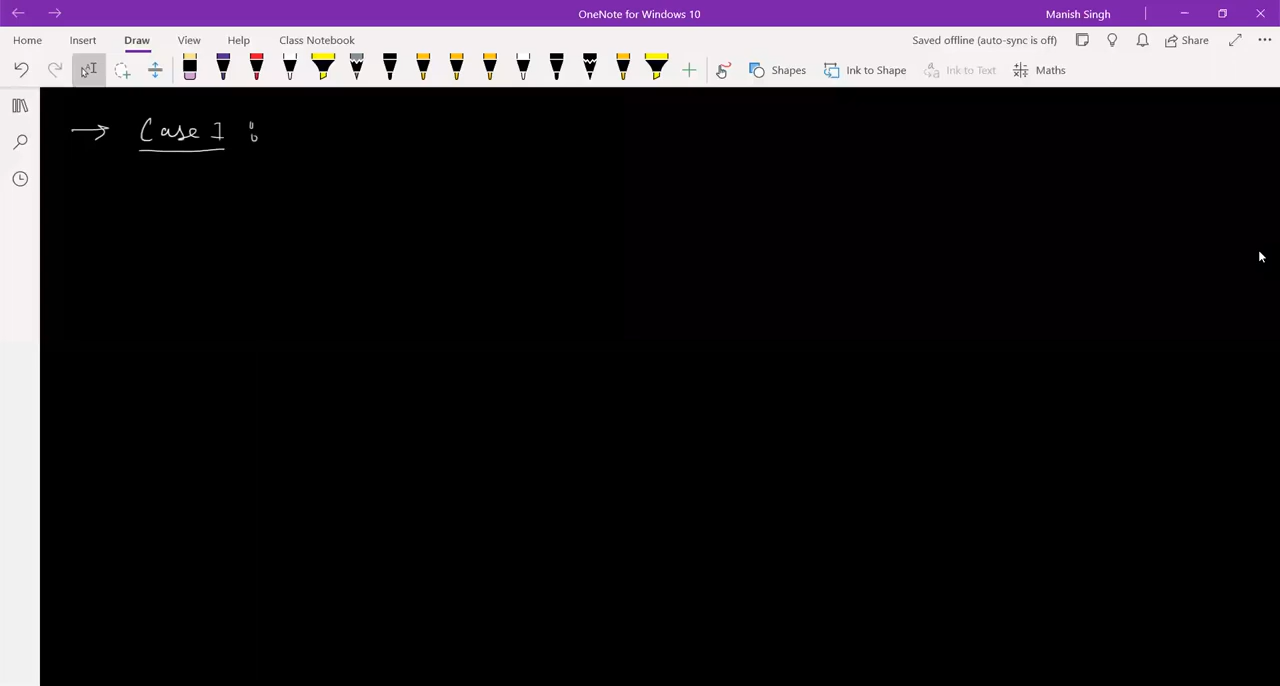 OneNote for Windows 10
Manish Singh
Home Insert Draw View Help Class Notebook
Saved offline (auto-sync is off) Share
Shapes Ink to Shape Ink to Text Maths
→ Case I :